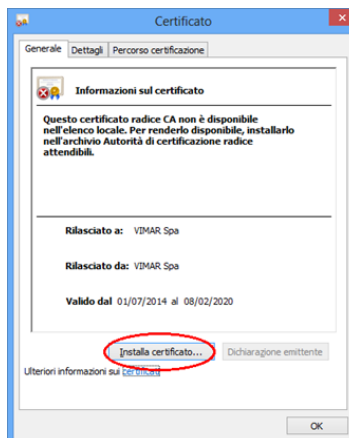 Certificato
Generale Dettagli Percorso certificazione
Informazioni sul certificato
Questo certificato radice CA non è disponibile
nell'elenco locale. Per renderlo disponibile, installarlo
nell'archivio Autorità di certificazione radice
attendibili.
Rilasciato a: VIMAR Spa
Rilasciato da: VIMAR Spa
Valido dal 01/07/2014 al 08/02/2020
Installa certificato... Dichiarazione emittente
Ulteriori informazioni sui certificati
OK